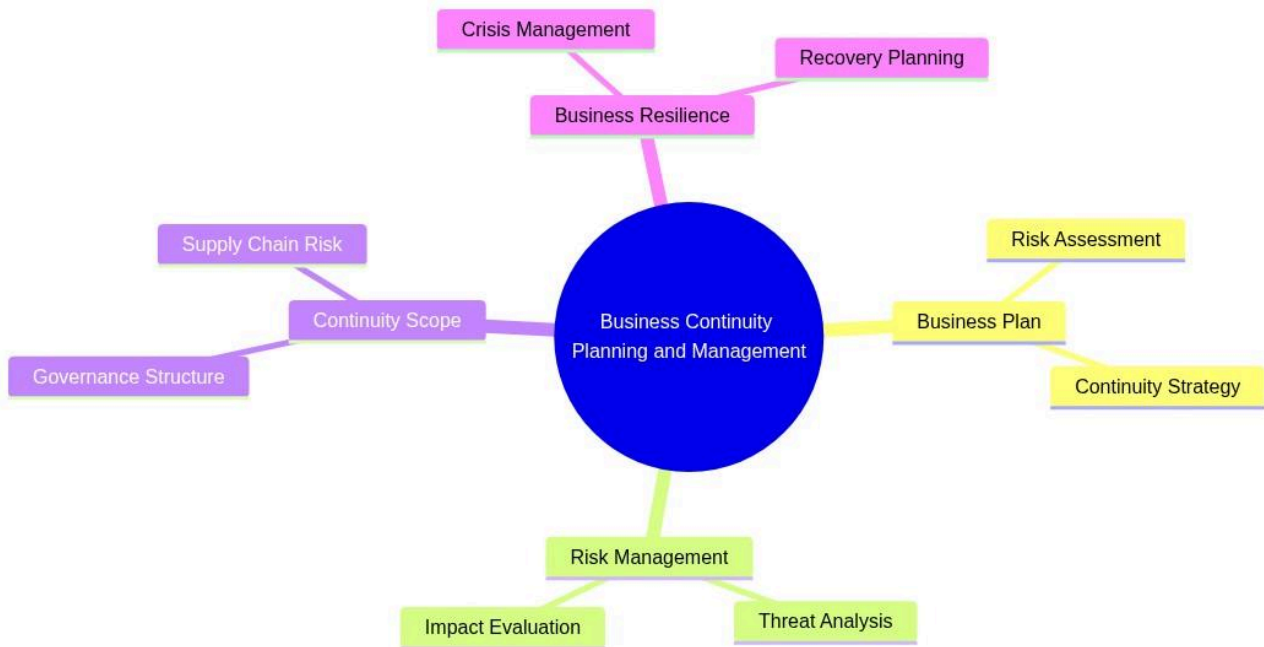 Crisis Management
Recovery Planning
Business Resilience
Supply Chain Risk
Continuity Scope
Governance Structure
Business Continuity
Planning and Management
Risk Assessment
Business Plan
Continuity Strategy
Risk Management
Impact Evaluation
Threat Analysis